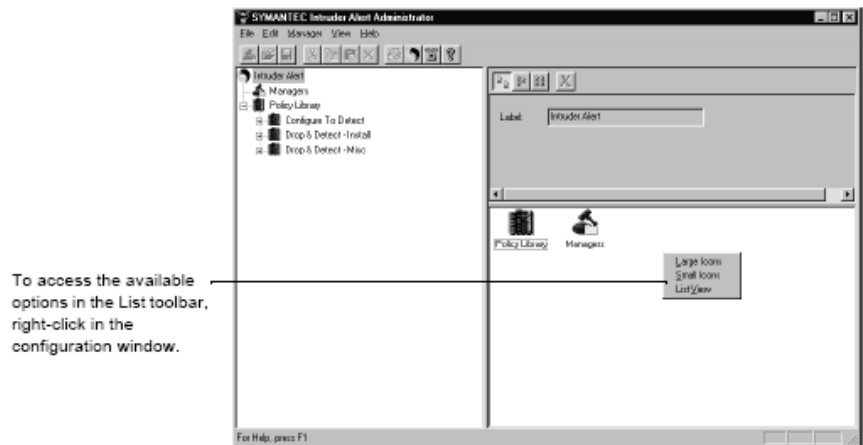 SYMANTEC Intruder Alert Administrator
File Edit Manager View Help
Intruder Alert
Managers
Policy Library
Configure To Detect
Drop & Detect - Install
Drop & Detect - Misc
Label: Intruder Alert
Policy Library Managers
Large Icons
Small Icons
List View
To access the available
options in the List toolbar,
right-click in the
configuration window.
For Help, press F1